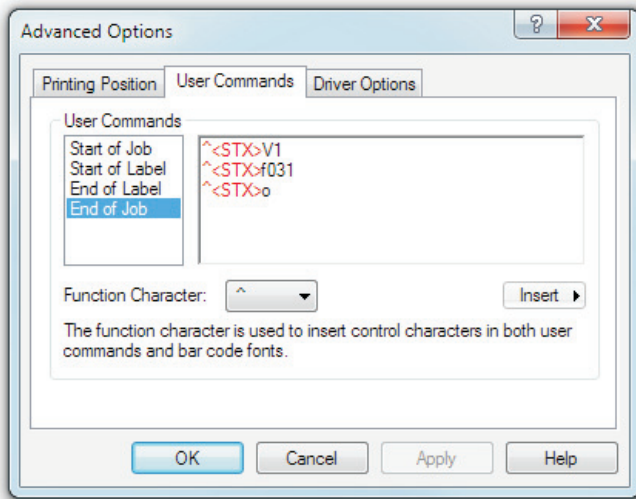 Advanced Options
Printing Position User Commands Driver Options
User Commands
Start of Job
Start of Label
End of Label
End of Job
^<STX>V1
^<STX>f031
^<STX>o
Function Character: ^ Insert
The function character is used to insert control characters in both user
commands and bar code fonts.
OK Cancel Apply Help